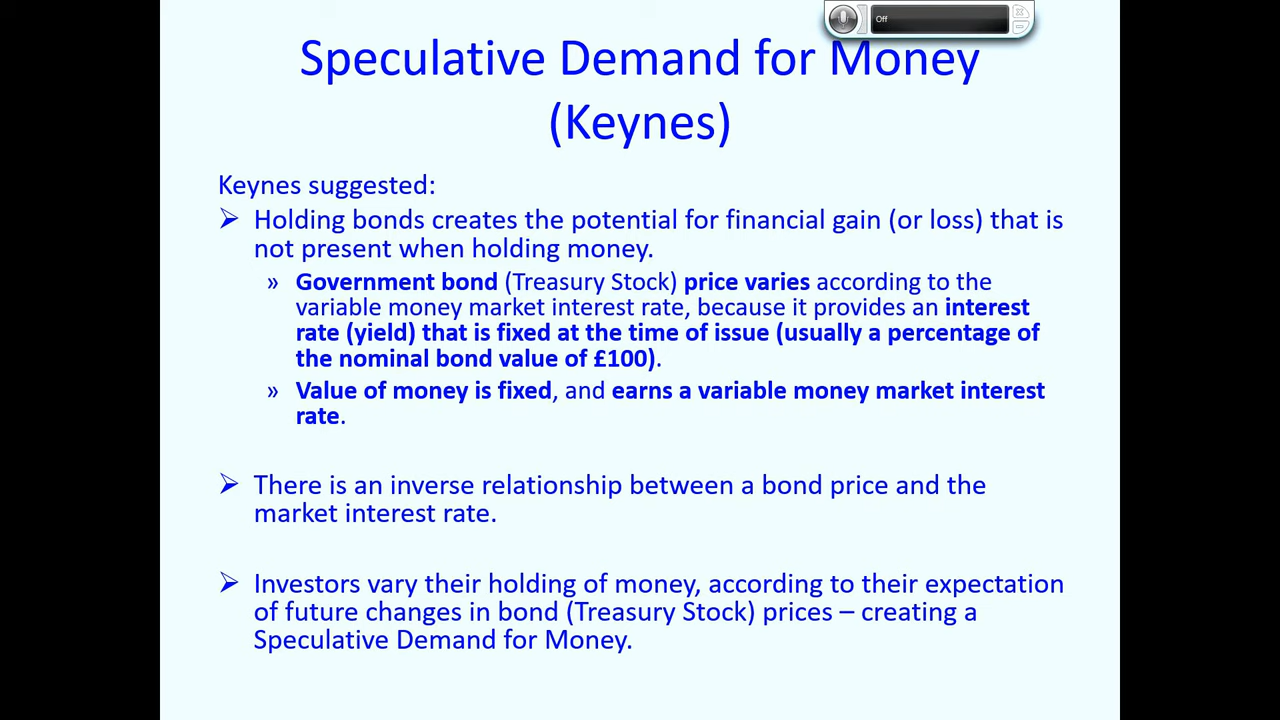 Off
Speculative Demand for Money
(Keynes)
Keynes suggested:
➢ Holding bonds creates the potential for financial gain (or loss) that is
not present when holding money.
» Government bond (Treasury Stock) price varies according to the
variable money market interest rate, because it provides an interest
rate (yield) that is fixed at the time of issue (usually a percentage of
the nominal bond value of £100).
» Value of money is fixed, and earns a variable money market interest
rate.
➢ There is an inverse relationship between a bond price and the
market interest rate.
➢ Investors vary their holding of money, according to their expectation
of future changes in bond (Treasury Stock) prices – creating a
Speculative Demand for Money.